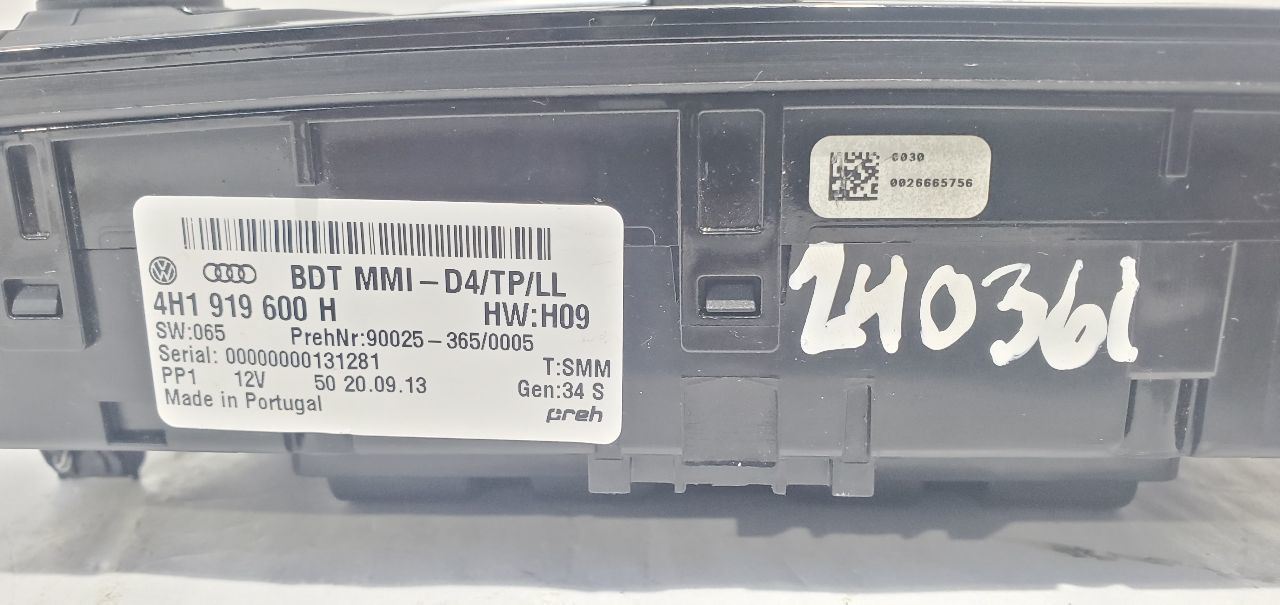 BDT MMI-D4/TP/LL
4H1 919 600 H HW:H09
SW:065 PrehNr:90025-365/0005
Serial: 00000000131281 T:SMM
PP1 12V 50 20.09.13 Gen:34 S
Made in Portugal preh
C030
0026665756
2H0361